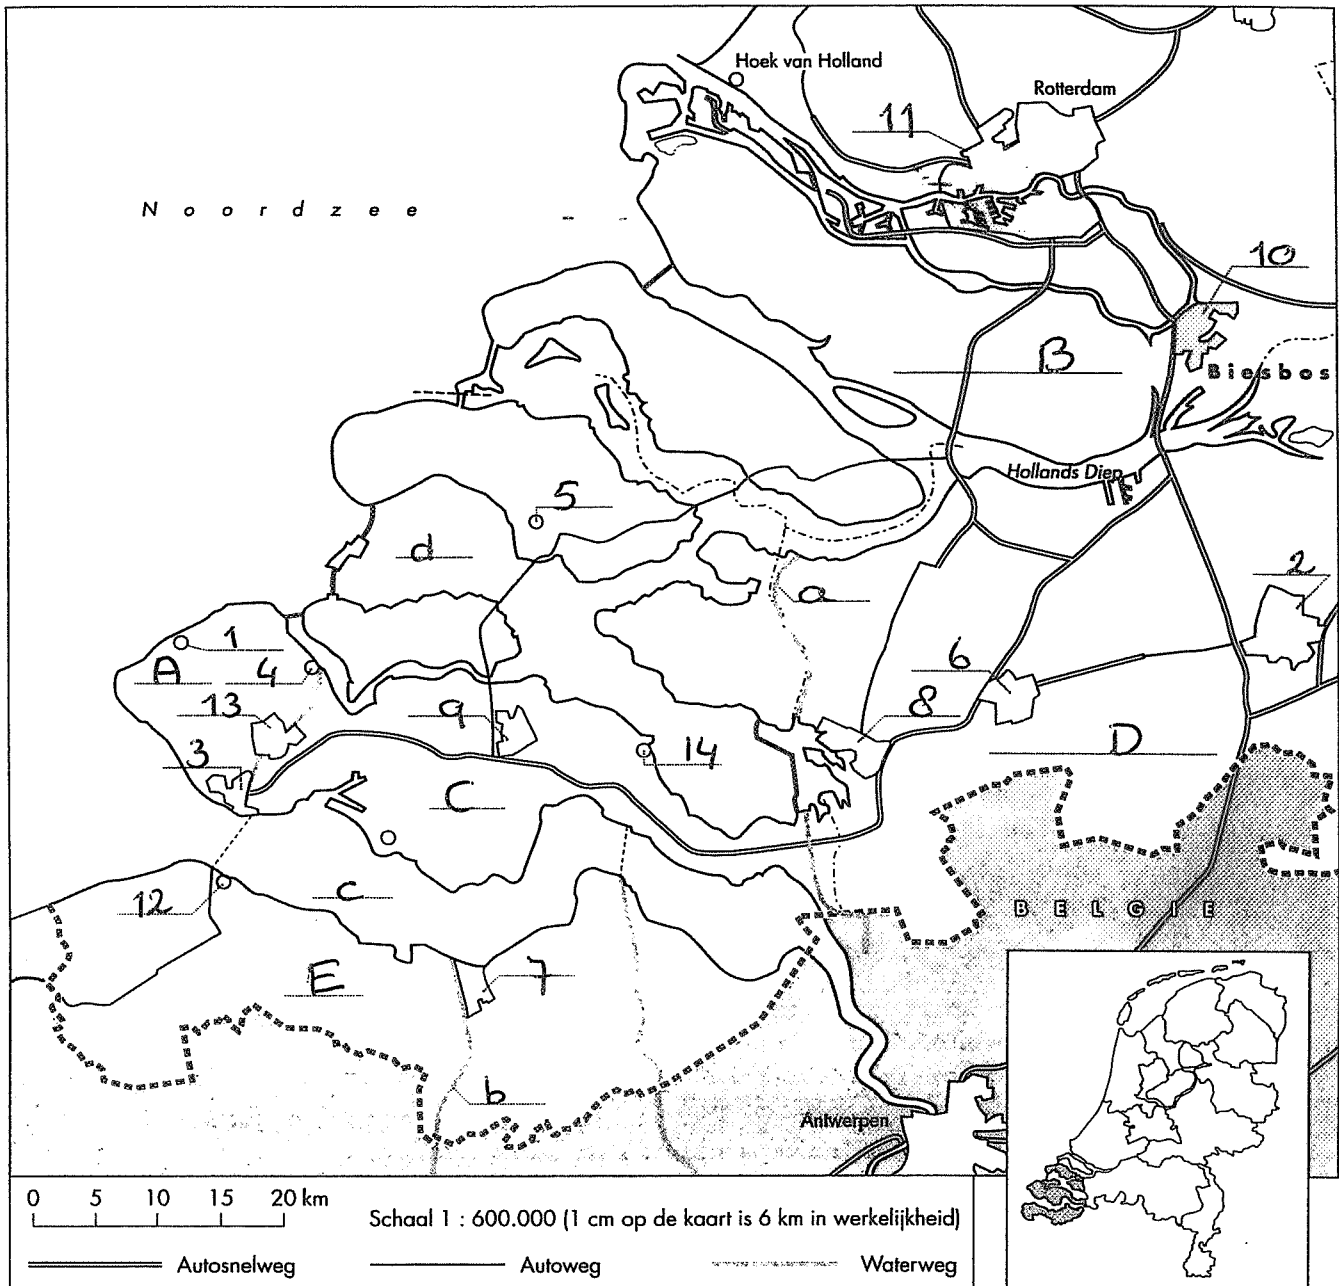 Hoek van Holland
Rotterdam
11
Noordzee
10
B
Biesbos
Hollands Diep
5
d
a
2
1
A
4
6
13
9
8
14
3
D
C
c
12
BELGIE
E
7
b
Antwerpen
0 5 10 15 20 km
Schaal 1 : 600.000 (1 cm op de kaart is 6 km in werkelijkheid)
Autosnelweg
Autoweg
Waterweg